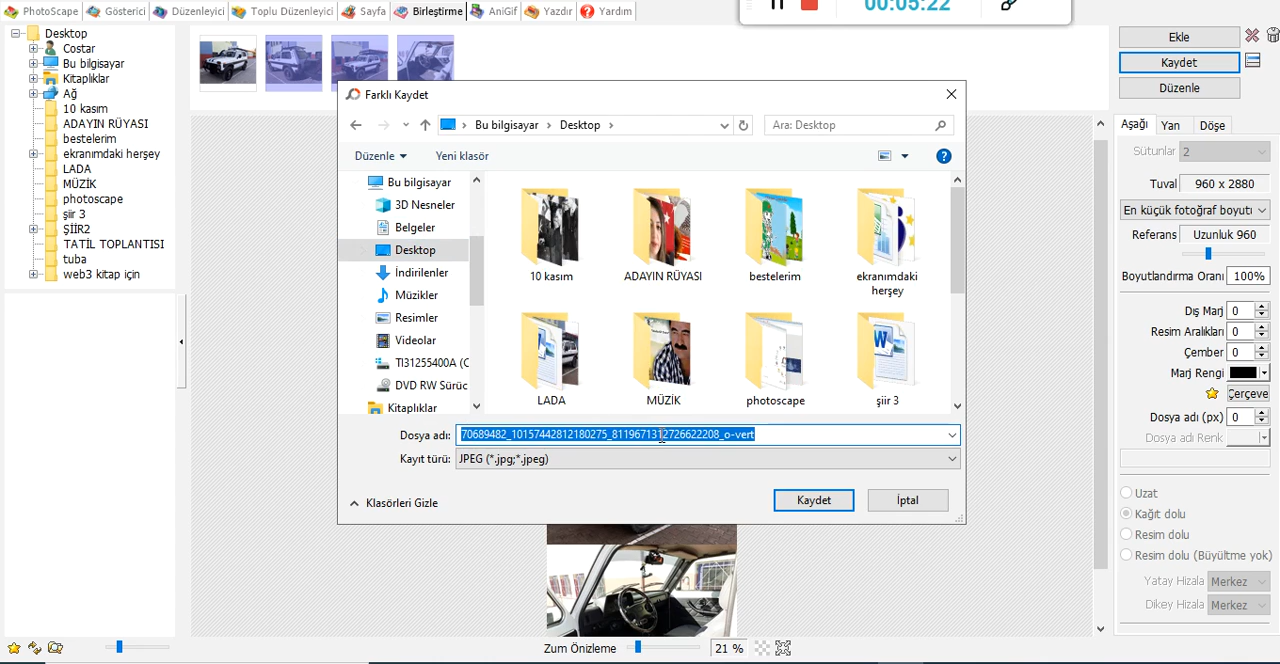 PhotoScape Gösterici Düzenleyici Toplu Düzenleyici Sayfa Birleştirme AniGif Yazdır Yardım
00:05:22
Desktop
Costar
Bu bilgisayar
Kitaplıklar
Ağ
10 kasım
ADAYIN RÜYASI
bestelerim
ekranımdaki herşey
LADA
MÜZİK
photoscape
şiir 3
ŞİİR2
TATİL TOPLANTISI
tuba
web3 kitap için
Farklı Kaydet
Bu bilgisayar > Desktop >
Ara: Desktop
Düzenle Yeni klasör
Bu bilgisayar
3D Nesneler
Belgeler
Desktop
İndirilenler
Müzikler
Resimler
Videolar
TI31255400A (C
DVD RW Sürüc
Kitaplıklar
10 kasım ADAYIN RÜYASI bestelerim ekranımdaki
herşey
LADA MÜZİK photoscape şiir 3
Dosya adı: 70689482_10157442812180275_8119671312726622208_o-vert
Kayıt türü: JPEG (*.jpg;*.jpeg)
Klasörleri Gizle Kaydet İptal
Zum Önizleme 21 %
Ekle
Kaydet
Düzenle
Aşağı Yan Döşe
Sütunlar 2
Tuval 960 x 2880
En küçük fotoğraf boyutu
Referans Uzunluk 960
Boyutlandırma Oranı 100%
Dış Marj 0
Resim Aralıkları 0
Çember 0
Marj Rengi
Çerçeve
Dosya adı (px) 0
Dosya adı Renk
Uzat
Kağıt dolu
Resim dolu
Resim dolu (Büyültme yok)
Yatay Hizala Merkez
Dikey Hizala Merkez